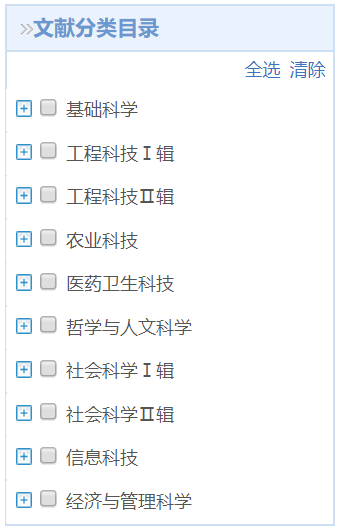 »文献分类目录
全选 清除
基础科学
工程科技Ⅰ辑
工程科技Ⅱ辑
农业科技
医药卫生科技
哲学与人文科学
社会科学Ⅰ辑
社会科学Ⅱ辑
信息科技
经济与管理科学